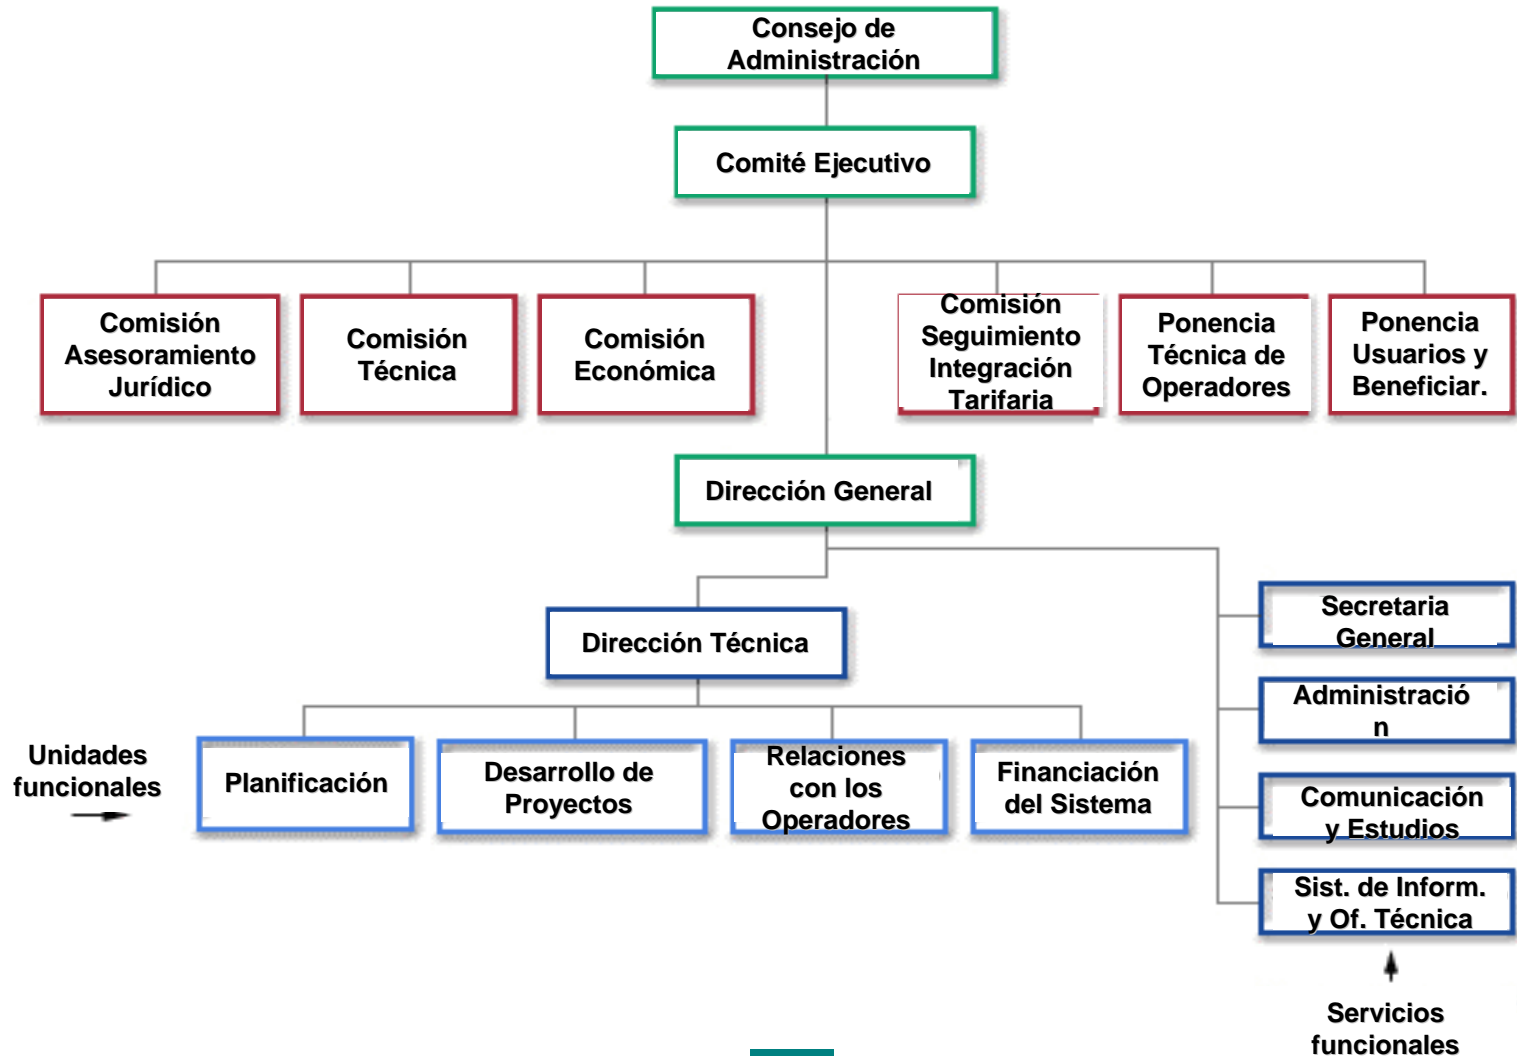 Consejo de
Administración
Comité Ejecutivo
Comisión
Asesoramiento
Jurídico
Comisión
Técnica
Comisión
Económica
Comisión
Seguimiento
Integración
Tarifaria
Ponencia
Técnica de
Operadores
Ponencia
Usuarios y
Beneficiar.
Dirección General
Dirección Técnica
Secretaria
General
Administració
n
Comunicación
y Estudios
Sist. de Inform.
y Of. Técnica
Unidades
funcionales
Planificación
Desarrollo de
Proyectos
Relaciones
con los
Operadores
Financiación
del Sistema
Servicios
funcionales